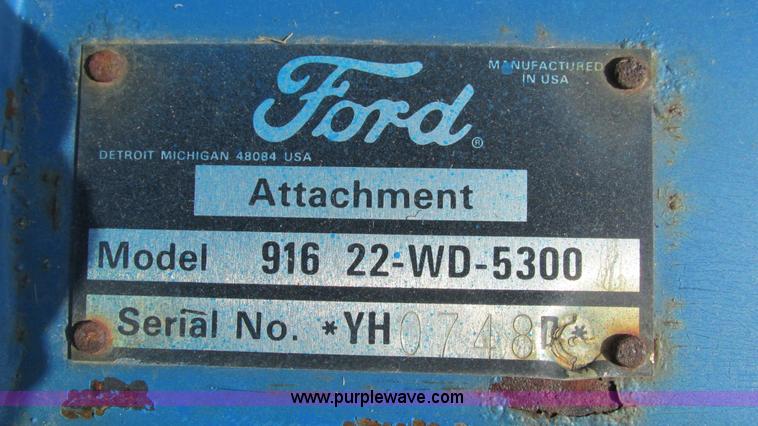 Ford®
MANUFACTURED
IN USA
DETROIT MICHIGAN 48084 USA
Attachment
Model 916 22-WD-5300
Serial No. *YH0748
www.purplewave.com